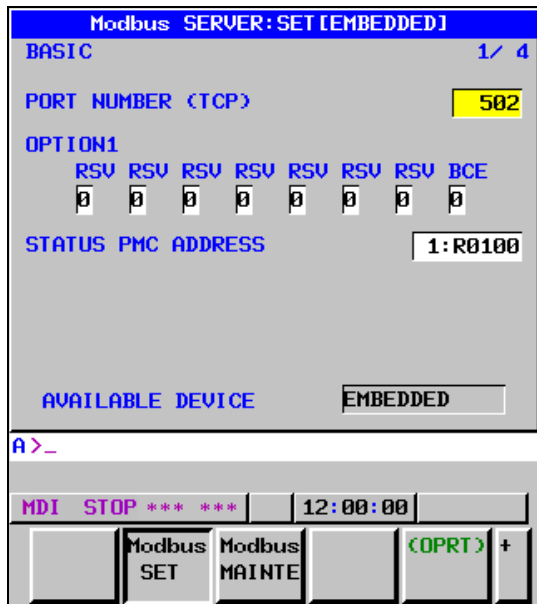 Modbus SERVER:SET[EMBEDDED]
BASIC 1/ 4
PORT NUMBER (TCP) 502
OPTION1
RSV RSV RSV RSV RSV RSV RSV BCE
0 0 0 0 0 0 0 0
STATUS PMC ADDRESS 1:R0100
AVAILABLE DEVICE EMBEDDED
A>_
MDI STOP *** *** 12:00:00
Modbus Modbus (OPRT) +
SET MAINTE